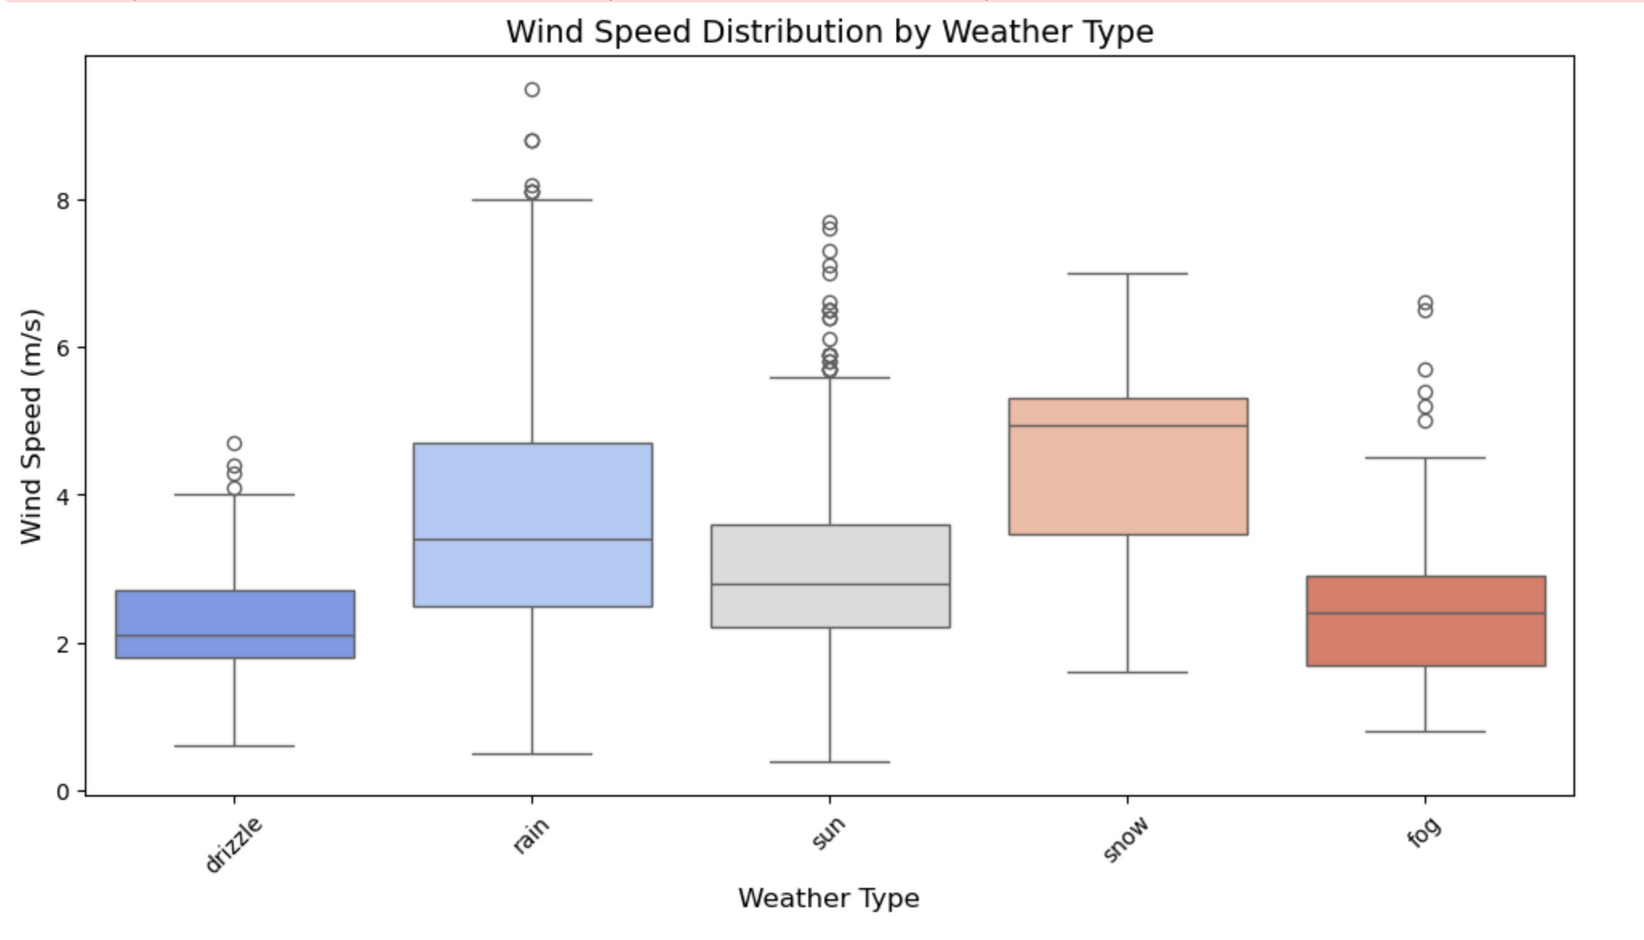 Wind Speed Distribution by Weather Type
Wind Speed (m/s)
8
6
4
2
0
drizzle
rain
sun
snow
fog
Weather Type